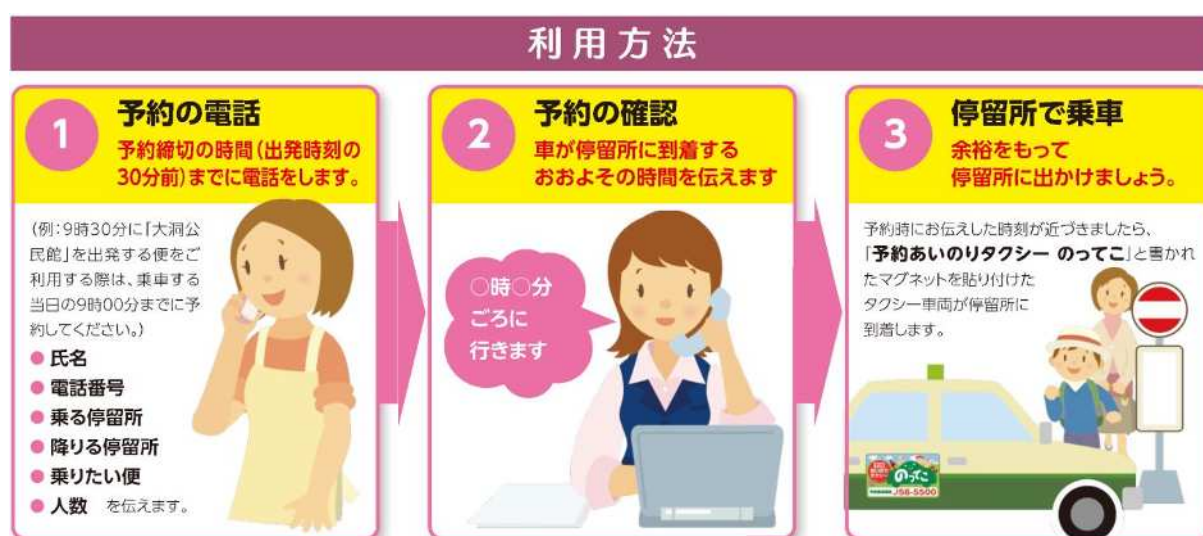 利用方法
1
予約の電話
予約締切の時間(出発時刻の
30分前)までに電話をします。
(例:9時30分に「大洞公
民館」を出発する便をご
利用する際は、乗車する
当日の9時00分までに予
約してください。)
● 氏名
● 電話番号
● 乗る停留所
● 降りる停留所
● 乗りたい便
● 人数 を伝えます。
2
予約の確認
車が停留所に到着する
おおよその時間を伝えます
○時○分
ごろに
行きます
3
停留所で乗車
余裕をもって
停留所に出かけましょう。
予約時にお伝えした時刻が近づきましたら、
「予約あいのりタクシー のってこ」と書かれ
たマグネットを貼り付けた
タクシー車両が停留所に
到着します。
のってこ
58-5500